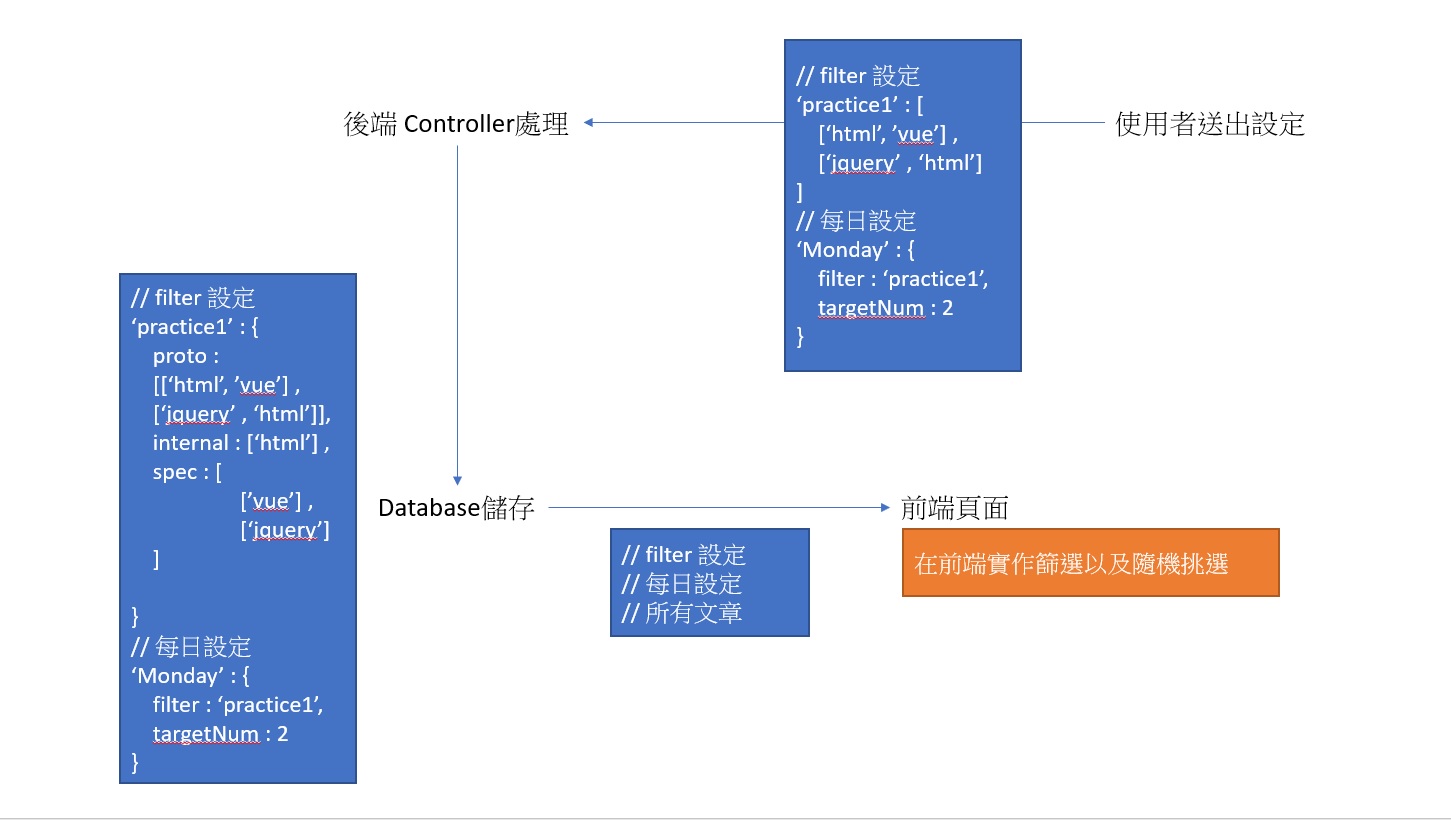 後端 Controller處理
// filter 設定
‘practice1’ : [
[‘html’, ’vue’] ,
[‘jquery’ , ‘html’]
]
// 每日設定
‘Monday’ : {
filter : ‘practice1’,
targetNum : 2
}
使用者送出設定
// filter 設定
‘practice1’ : {
proto :
[[‘html’, ’vue’] ,
[‘jquery’ , ‘html’]],
internal : [‘html’] ,
spec : [
[’vue’] ,
[‘jquery’]
]
}
// 每日設定
‘Monday’ : {
filter : ‘practice1’,
targetNum : 2
}
Database儲存
// filter 設定
// 每日設定
// 所有文章
前端頁面
在前端實作篩選以及隨機挑選